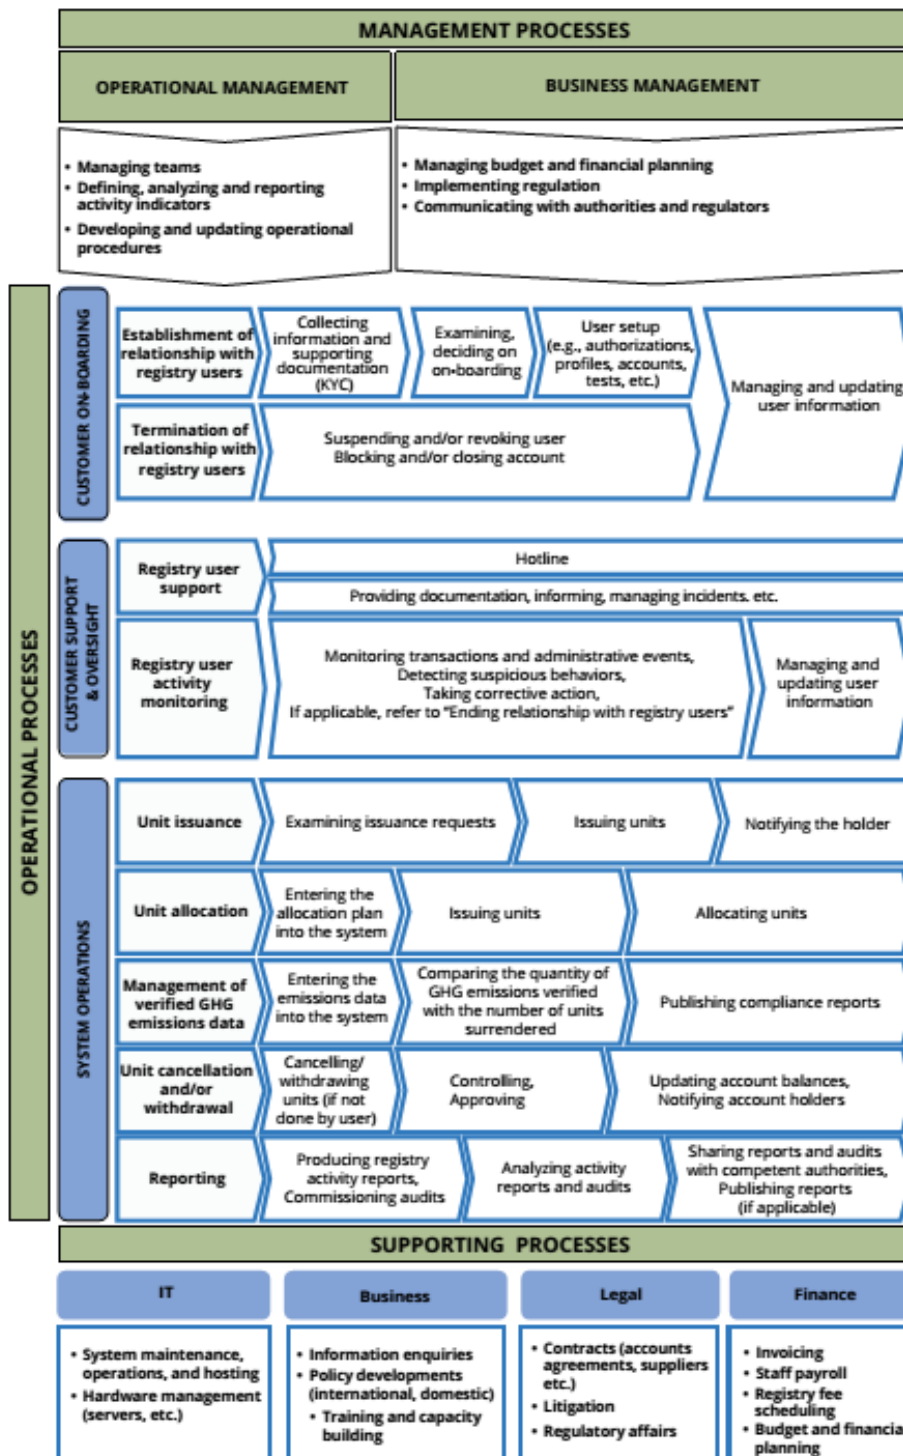 MANAGEMENT PROCESSES
OPERATIONAL MANAGEMENT
BUSINESS MANAGEMENT
• Managing teams
• Defining, analyzing and reporting
activity indicators
• Developing and updating operational
procedures
• Managing budget and financial planning
• Implementing regulation
• Communicating with authorities and regulators
OPERATIONAL PROCESSES
CUSTOMER ON-BOARDING
Establishment of
relationship with
registry users
Collecting
information and
supporting
documentation
(KYC)
Examining,
deciding on
on-boarding
User setup
(e.g., authorizations,
profiles, accounts,
tests, etc.)
Managing and updating
user information
Termination of
relationship with
registry users
Suspending and/or revoking user
Blocking and/or closing account
CUSTOMER SUPPORT
& OVERSIGHT
Registry user
support
Hotline
Providing documentation, informing, managing incidents. etc.
Registry user
activity
monitoring
Monitoring transactions and administrative events,
Detecting suspicious behaviors,
Taking corrective action,
If applicable, refer to “Ending relationship with registry users”
Managing and
updating user
information
SYSTEM OPERATIONS
Unit issuance
Examining issuance requests
Issuing units
Notifying the holder
Unit allocation
Entering the
allocation plan
into the system
Issuing units
Allocating units
Management of
verified GHG
emissions data
Entering the
emissions data
into the system
Comparing the quantity of
GHG emissions verified
with the number of units
surrendered
Publishing compliance reports
Unit cancellation
and/or
withdrawal
Cancelling/
withdrawing
units (if not
done by user)
Controlling,
Approving
Updating account balances,
Notifying account holders
Reporting
Producing registry
activity reports,
Commissioning audits
Analyzing activity
reports and audits
Sharing reports and audits
with competent authorities,
Publishing reports
(if applicable)
SUPPORTING PROCESSES
IT
Business
Legal
Finance
• System maintenance,
operations, and hosting
• Hardware management
(servers, etc.)
• Information enquiries
• Policy developments
(international, domestic)
• Training and capacity
building
• Contracts (accounts
agreements, suppliers
etc.)
• Litigation
• Regulatory affairs
• Invoicing
• Staff payroll
• Registry fee
scheduling
• Budget and financial
planning